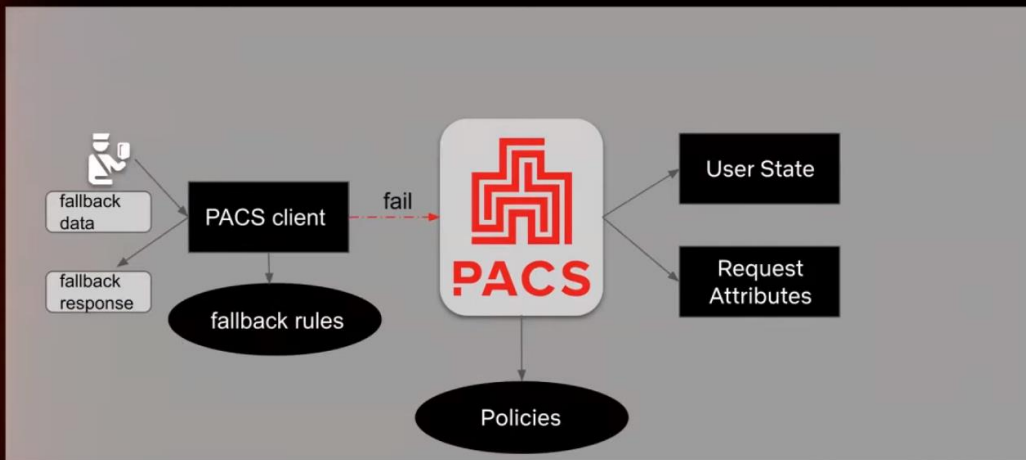 fallback
data
fallback
response
PACS client
fallback rules
fail
PACS
Policies
User State
Request
Attributes